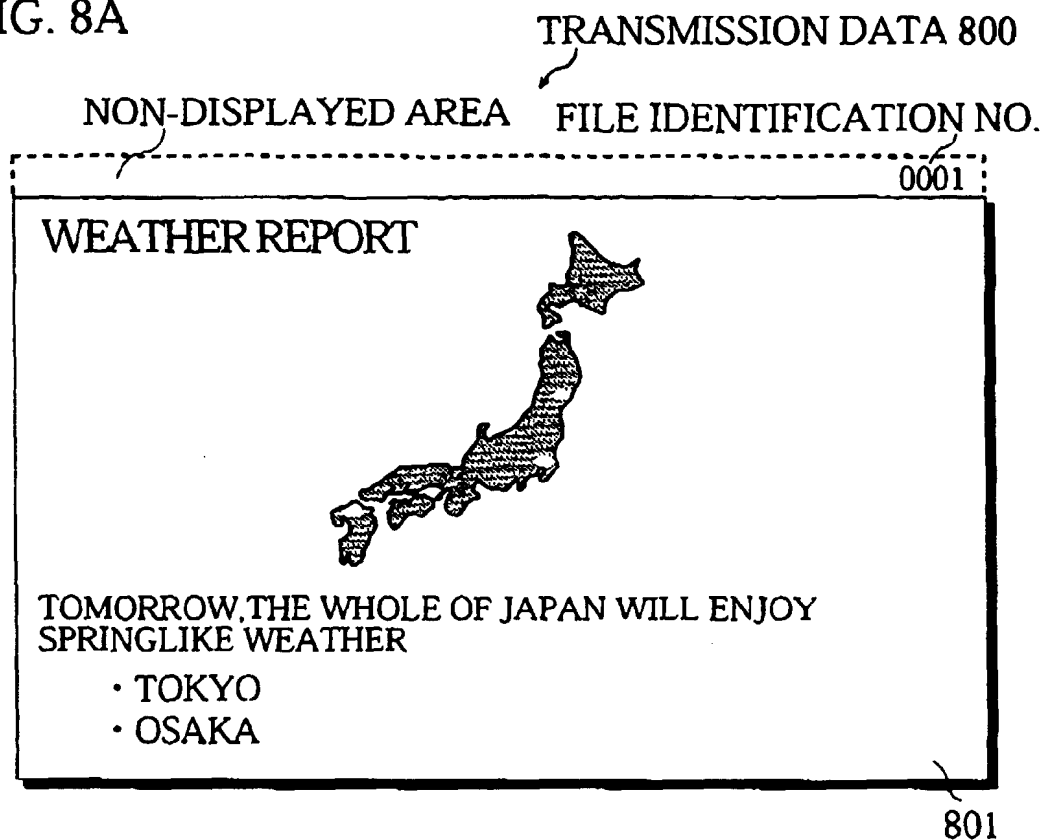 IG. 8A
TRANSMISSION DATA 800
NON-DISPLAYED AREA
FILE IDENTIFICATION NO.
0001
WEATHER REPORT
TOMORROW,THE WHOLE OF JAPAN WILL ENJOY
SPRINGLIKE WEATHER
· TOKYO
· OSAKA
801